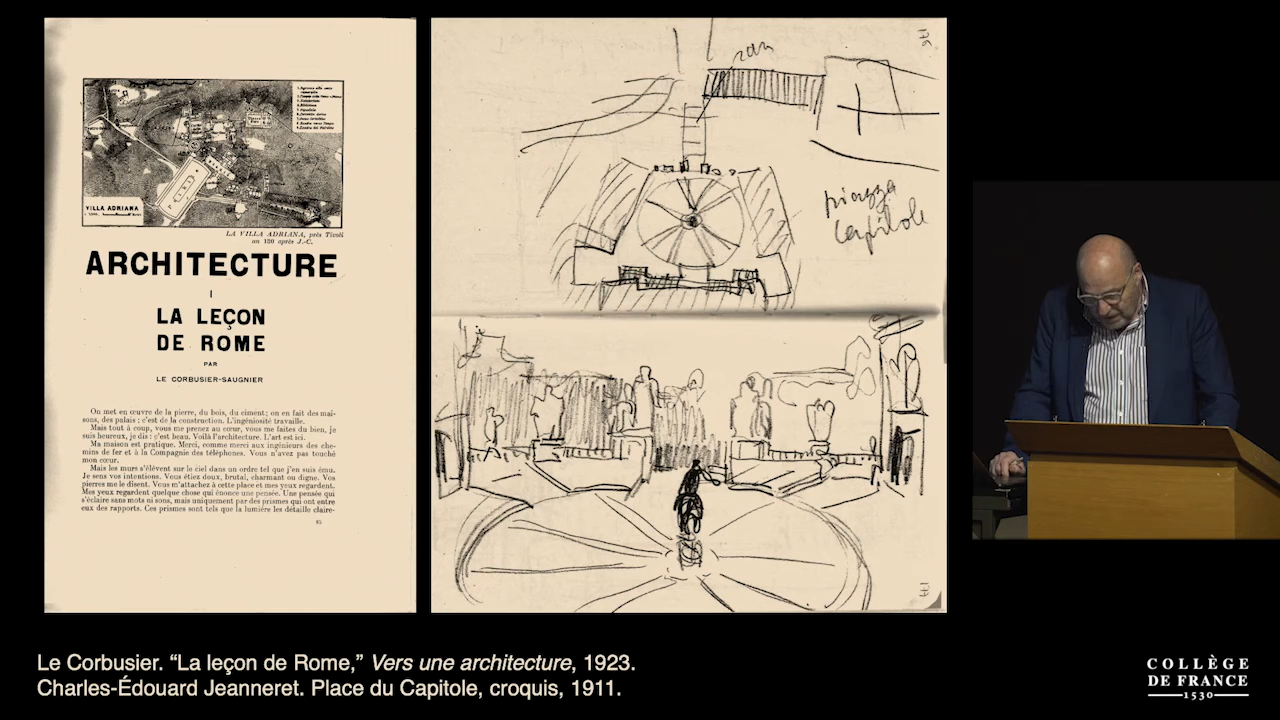 VILLA ADRIANA
LA VILLA ADRIANA, près Tivoli
au 130 après J.-C.
ARCHITECTURE
I
LA LEÇON
DE ROME
PAR
LE CORBUSIER-SAUGNIER
On met en œuvre de la pierre, du bois, du ciment; on en fait des mai-
sons, des palais : c'est de la construction. L'ingéniosité travaille.
Mais tout à coup, vous me prenez au cœur, vous me faites du bien, je
suis heureux, je dis : c'est beau. Voilà l'architecture. L'art est ici.
Ma maison est pratique. Merci, comme merci aux ingénieurs des che-
mins de fer et à la Compagnie des téléphones. Vous n'avez pas touché
mon cœur.
Mais les murs s'élèvent sur le ciel dans un ordre tel que j'en suis ému.
Je sens vos intentions. Vous étiez doux, brutal, charmant ou digne. Vos
pierres me le disent. Vous m'attachez à cette place et mes yeux regardent.
Mes yeux regardent quelque chose qui énonce une pensée. Une pensée qui
s'éclaire sans mots ni sons, mais uniquement par des prismes qui ont entre
eux des rapports. Ces prismes sont tels que la lumière les détaille claire-
85
piazza
Capitole
Le Corbusier. “La leçon de Rome,” Vers une architecture, 1923.
Charles-Édouard Jeanneret. Place du Capitole, croquis, 1911.
COLLÈGE
DE FRANCE
1530